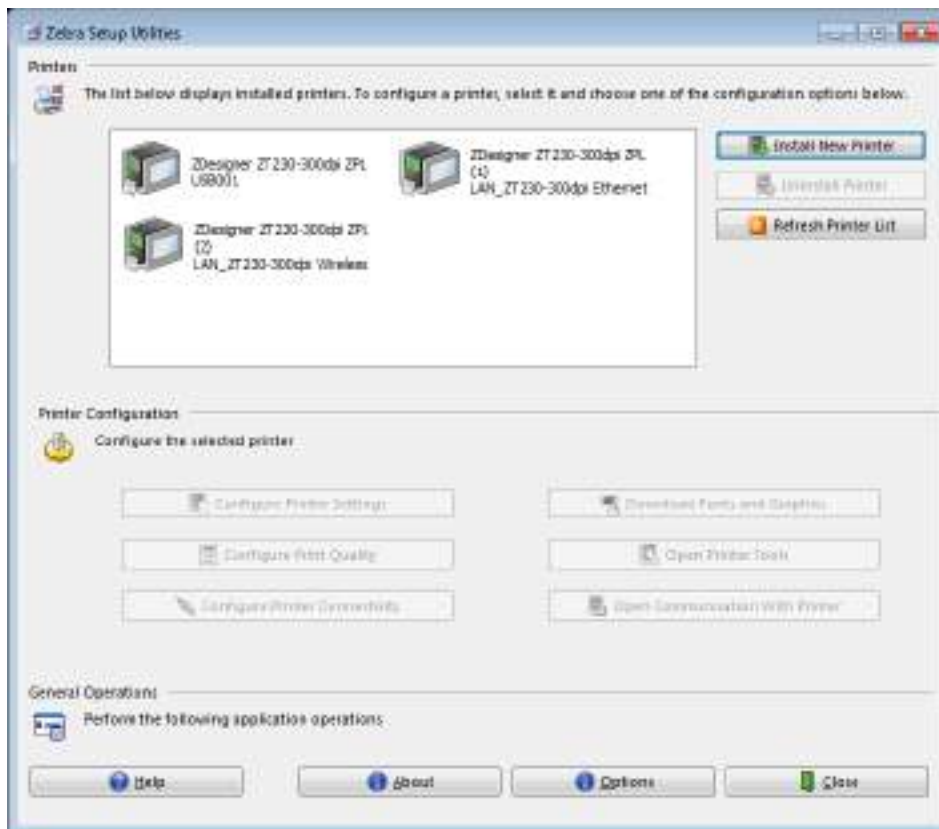 Zebra Setup Utilities
Printers
The list below displays installed printers. To configure a printer, select it and choose one of the configuration options below.
ZDesigner ZT230-300dpi ZPL
USB001
ZDesigner ZT230-300dpi ZPL
(1)
LAN_ZT230-300dpi Ethernet
ZDesigner ZT230-300dpi ZPL
(2)
LAN_ZT230-300dpi Wireless
Install New Printer
Uninstall Printer
Refresh Printer List
Printer Configuration
Configure the selected printer
Configure Printer Settings
Download Fonts and Graphics
Configure Print Quality
Open Printer Tools
Configure Printer Connectivity
Open Communication With Printer
General Operations
Perform the following application operations
Help
About
Options
Close